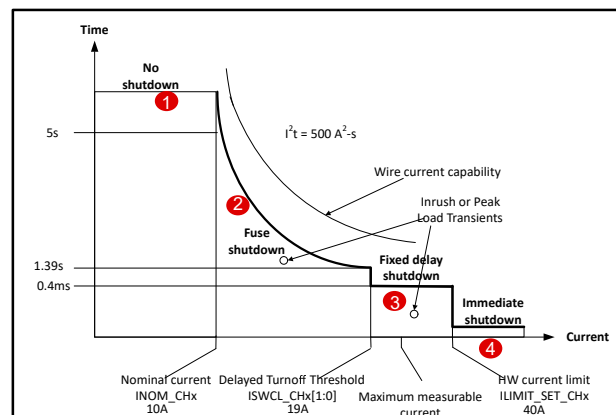 Time
No
shutdown
1
5s
I²t = 500 A²-s
Wire current capability
2
Inrush or Peak
Load Transients
Fuse
shutdown
1.39s
0.4ms
Fixed delay
shutdown
3
Immediate
shutdown
4
Current
Nominal current
INOM_CHx
10A
Delayed Turnoff Threshold
ISWCL_CHx[1:0]
19A
Maximum measurable
current
HW current limit
ILIMIT_SET_CHx
40A